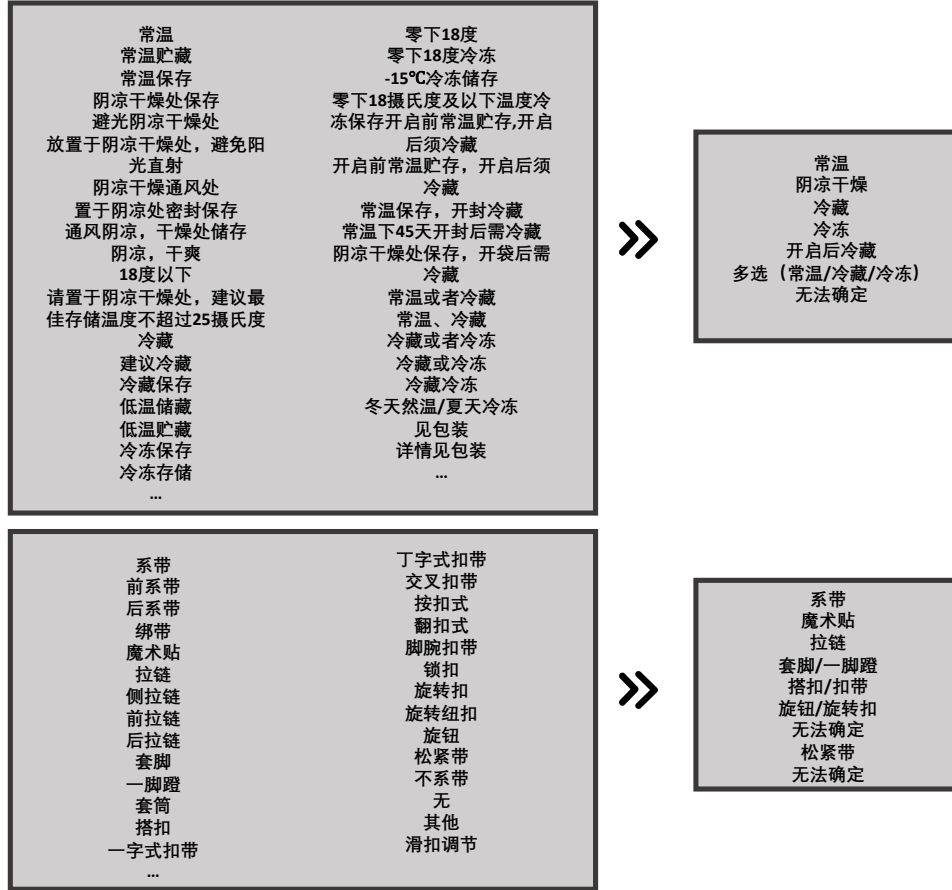 常温
常温贮藏
常温保存
阴凉干燥处保存
避光阴凉干燥处
放置于阴凉干燥处，避免阳
光直射
阴凉干燥通风处
置于阴凉处密封保存
通风阴凉，干燥处储存
阴凉，干爽
18度以下
请置于阴凉干燥处，建议最
佳存储温度不超过25摄氏度
冷藏
建议冷藏
冷藏保存
低温储藏
低温贮藏
冷冻保存
冷冻存储
...
零下18度
零下18度冷冻
-15℃冷冻储存
零下18摄氏度及以下温度冷
冻保存开启前常温贮存,开启
后须冷藏
开启前常温贮存，开启后须
冷藏
常温保存，开封冷藏
常温下45天开封后需冷藏
阴凉干燥处保存，开袋后需
冷藏
常温或者冷藏
常温、冷藏
冷藏或者冷冻
冷藏或冷冻
冷藏冷冻
冬天然温/夏天冷冻
见包装
详情见包装
...
常温
阴凉干燥
冷藏
冷冻
开启后冷藏
多选（常温/冷藏/冷冻）
无法确定
系带
前系带
后系带
绑带
魔术贴
拉链
侧拉链
前拉链
后拉链
套脚
一脚蹬
套筒
搭扣
一字式扣带
...
丁字式扣带
交叉扣带
按扣式
翻扣式
脚腕扣带
锁扣
旋转扣
旋转纽扣
旋钮
松紧带
不系带
无
其他
滑扣调节
系带
魔术贴
拉链
套脚/一脚蹬
搭扣/扣带
旋钮/旋转扣
无法确定
松紧带
无法确定